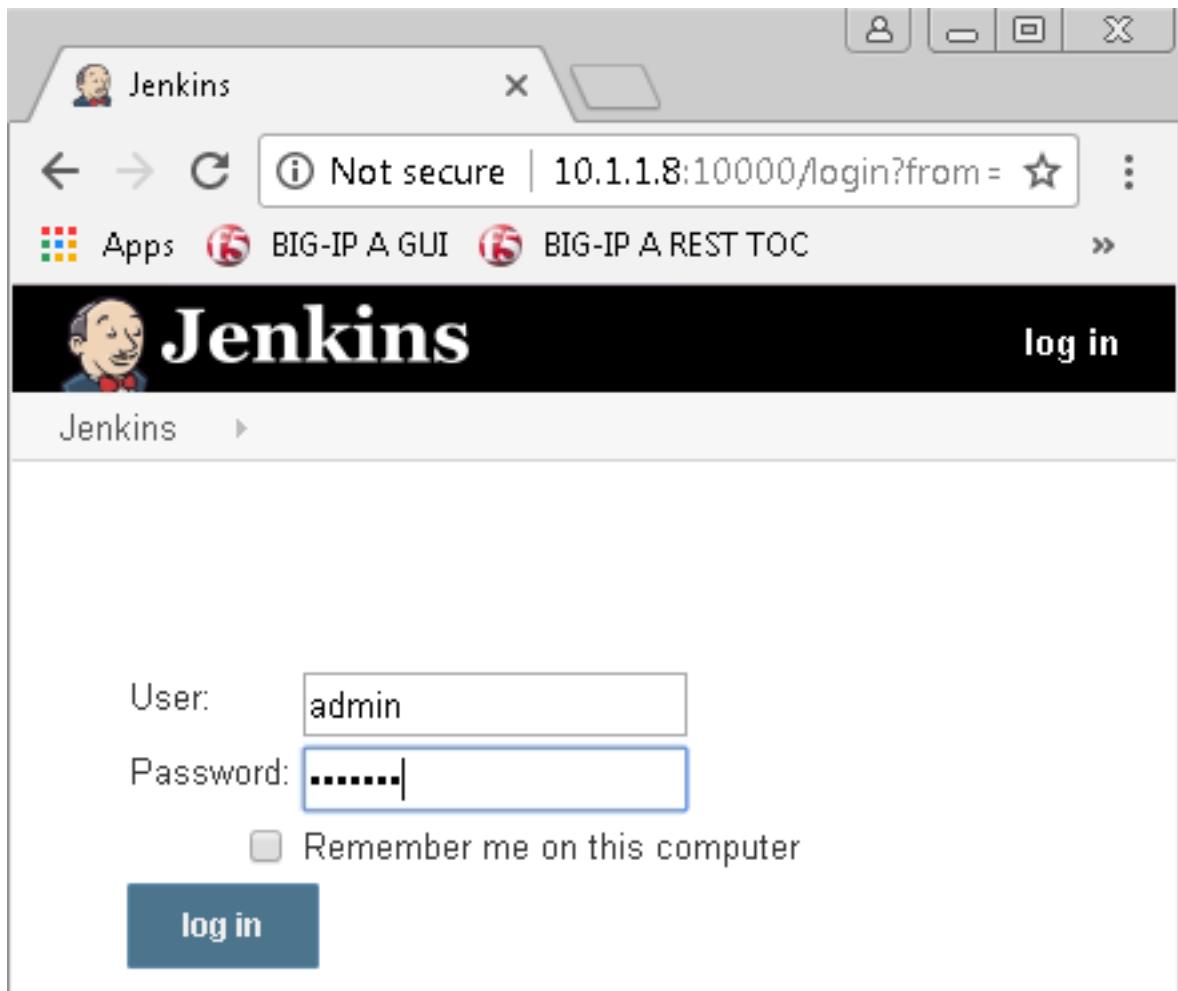 Jenkins
Not secure | 10.1.1.8:10000/login?from=
Apps BIG-IP A GUI BIG-IP A REST TOC »
Jenkins log in
Jenkins
User: admin
Password: •••••••
Remember me on this computer
log in